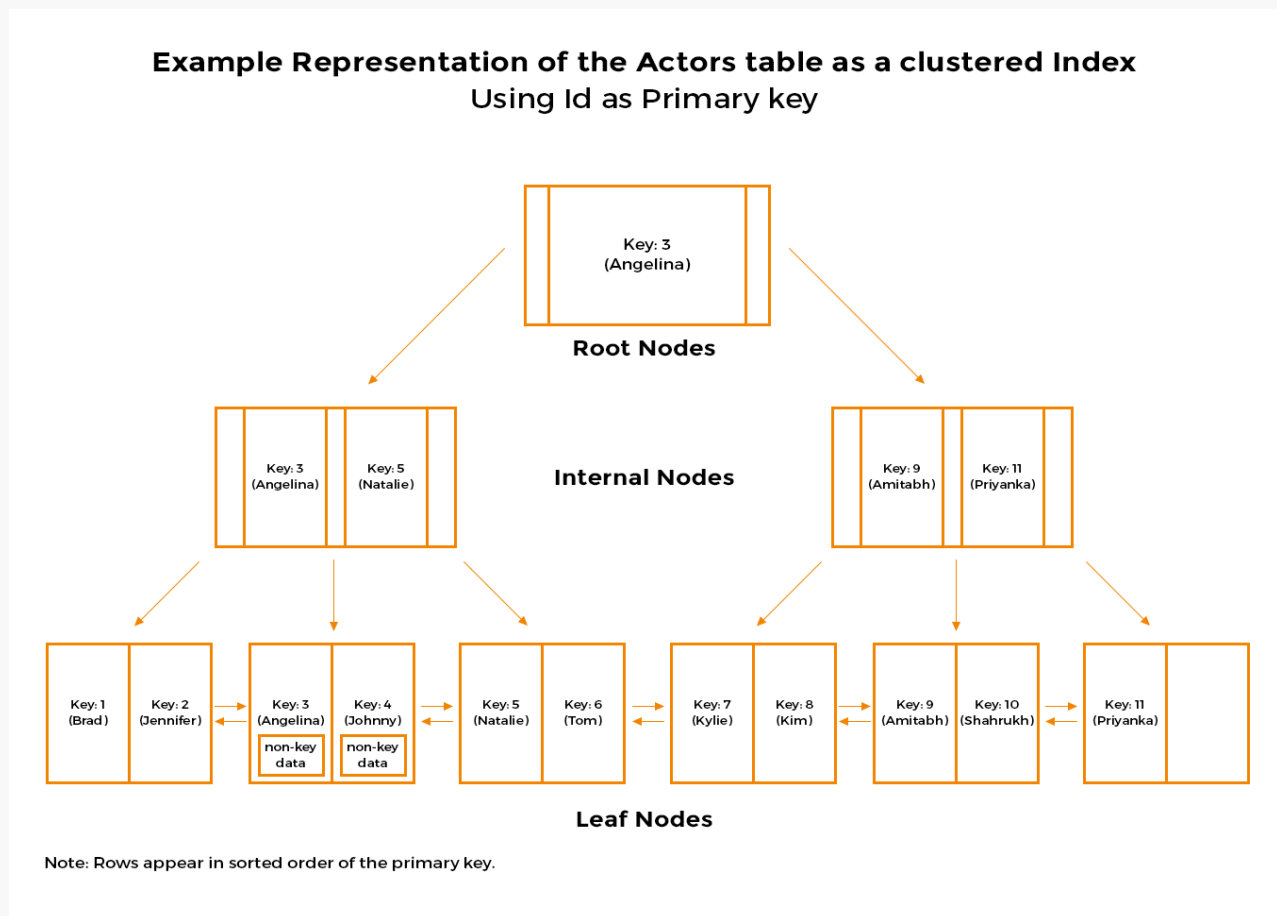 Example Representation of the Actors table as a clustered Index
Using Id as Primary key
Key: 3
(Angelina)
Root Nodes
Key: 3
(Angelina)
Key: 5
(Natalie)
Internal Nodes
Key: 9
(Amitabh)
Key: 11
(Priyanka)
Key: 1
(Brad)
Key: 2
(Jennifer)
Key: 3
(Angelina)
non-key
data
Key: 4
(Johnny)
non-key
data
Key: 5
(Natalie)
Key: 6
(Tom)
Key: 7
(Kylie)
Key: 8
(Kim)
Key: 9
(Amitabh)
Key: 10
(Shahrukh)
Key: 11
(Priyanka)
Leaf Nodes
Note: Rows appear in sorted order of the primary key.